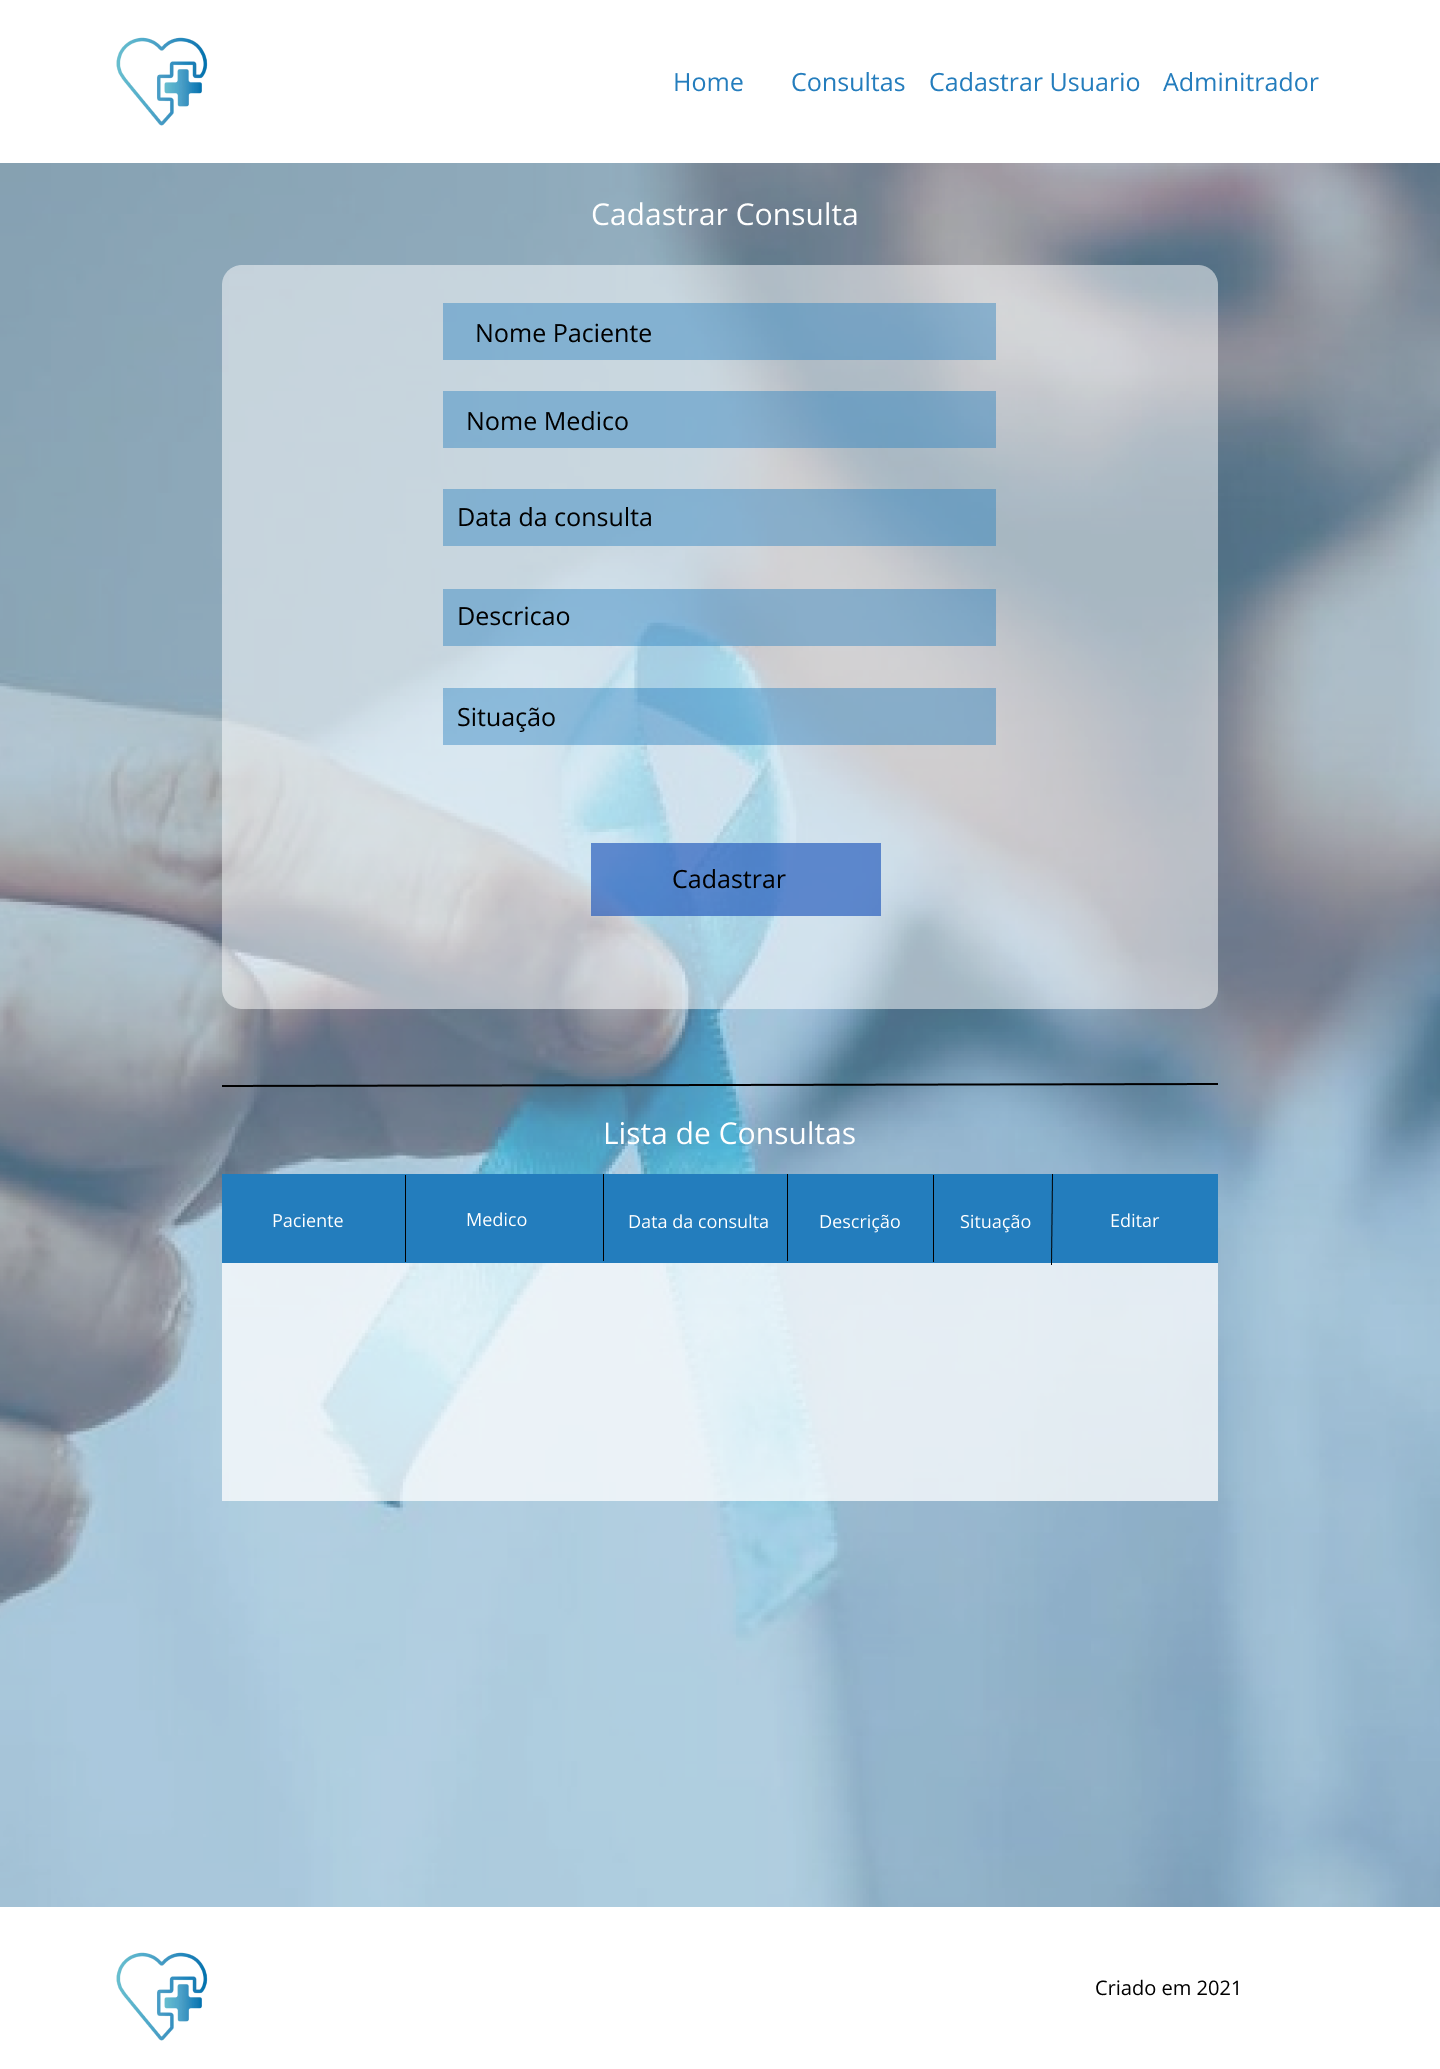 Home Consultas Cadastrar Usuario Adminitrador
Cadastrar Consulta
Nome Paciente
Nome Medico
Data da consulta
Descricao
Situação
Cadastrar
Lista de Consultas
Paciente Medico Data da consulta Descrição Situação Editar
Criado em 2021